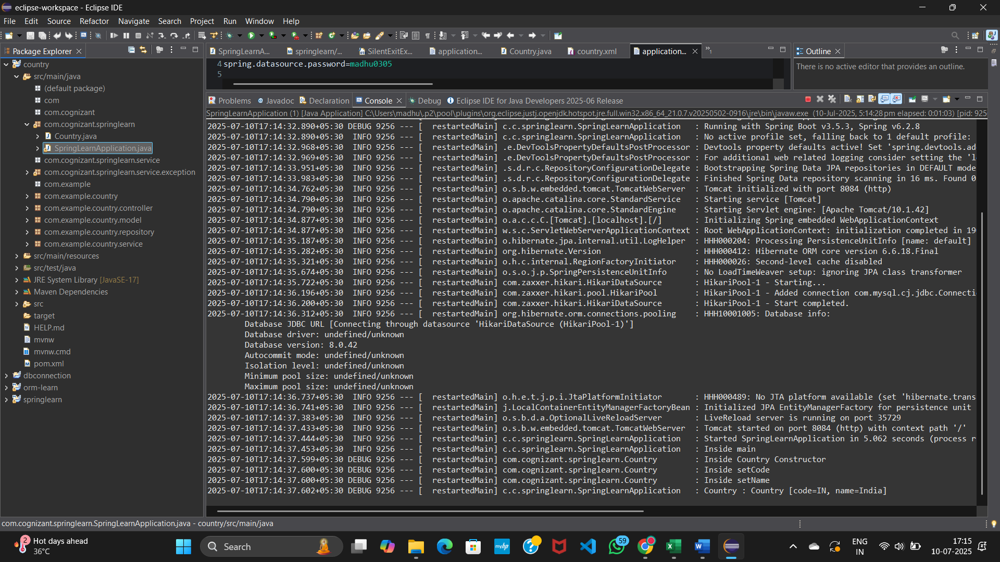 eclipse-workspace - Eclipse IDE
File Edit Source Refactor Navigate Search Project Run Window Help
Package Explorer
country
src/main/java
(default package)
com
com.cognizant
com.cognizant.springlearn
Country.java
SpringLearnApplication.java
com.cognizant.springlearn.service
com.cognizant.springlearn.service.exception
com.example
com.example.country
com.example.country.controller
com.example.country.model
com.example.country.repository
com.example.country.service
src/main/resources
src/test/java
JRE System Library [JavaSE-17]
Maven Dependencies
src
target
HELP.md
mvnw
mvnw.cmd
pom.xml
dbconnection
orm-learn
springlearn
SpringLearnA... springlearn/... SilentExitEx... application... Country.java country.xml application... »1
4 spring.datasource.password=madhu0305
5
Outline
There is no active editor that provides an outline.
Problems Javadoc Declaration Console Debug Eclipse IDE for Java Developers 2025-06 Release
SpringLearnApplication (1) [Java Application] C:\Users\madhu\.p2\pool\plugins\org.eclipse.justj.openjdk.hotspot.jre.full.win32.x86_64_21.0.7.v20250502-0916\jre\bin\javaw.exe (10-Jul-2025, 5:14:28 pm elapsed: 0:01:03) [pid: 925
2025-07-10T17:14:32.890+05:30 DEBUG 9256 --- [  restartedMain] c.c.springlearn.SpringLearnApplication   : Running with Spring Boot v3.5.3, Spring v6.2.8
2025-07-10T17:14:32.890+05:30  INFO 9256 --- [  restartedMain] c.c.springlearn.SpringLearnApplication   : No active profile set, falling back to 1 default profile:
2025-07-10T17:14:32.968+05:30  INFO 9256 --- [  restartedMain] .e.DevToolsPropertyDefaultsPostProcessor : Devtools property defaults active! Set 'spring.devtools.ad
2025-07-10T17:14:32.969+05:30  INFO 9256 --- [  restartedMain] .e.DevToolsPropertyDefaultsPostProcessor : For additional web related logging consider setting the 'l
2025-07-10T17:14:33.951+05:30  INFO 9256 --- [  restartedMain] .s.d.r.c.RepositoryConfigurationDelegate : Bootstrapping Spring Data JPA repositories in DEFAULT mode
2025-07-10T17:14:33.983+05:30  INFO 9256 --- [  restartedMain] .s.d.r.c.RepositoryConfigurationDelegate : Finished Spring Data repository scanning in 16 ms. Found 0
2025-07-10T17:14:34.762+05:30  INFO 9256 --- [  restartedMain] o.s.b.w.embedded.tomcat.TomcatWebServer  : Tomcat initialized with port 8084 (http)
2025-07-10T17:14:34.790+05:30  INFO 9256 --- [  restartedMain] o.apache.catalina.core.StandardService   : Starting service [Tomcat]
2025-07-10T17:14:34.790+05:30  INFO 9256 --- [  restartedMain] o.apache.catalina.core.StandardEngine    : Starting Servlet engine: [Apache Tomcat/10.1.42]
2025-07-10T17:14:34.877+05:30  INFO 9256 --- [  restartedMain] o.a.c.c.C.[Tomcat].[localhost].[/]       : Initializing Spring embedded WebApplicationContext
2025-07-10T17:14:34.877+05:30  INFO 9256 --- [  restartedMain] w.s.c.ServletWebServerApplicationContext : Root WebApplicationContext: initialization completed in 19
2025-07-10T17:14:35.187+05:30  INFO 9256 --- [  restartedMain] o.hibernate.jpa.internal.util.LogHelper  : HHH000204: Processing PersistenceUnitInfo [name: default]
2025-07-10T17:14:35.282+05:30  INFO 9256 --- [  restartedMain] org.hibernate.Version                    : HHH000412: Hibernate ORM core version 6.6.18.Final
2025-07-10T17:14:35.321+05:30  INFO 9256 --- [  restartedMain] o.h.c.internal.RegionFactoryInitiator    : HHH000026: Second-level cache disabled
2025-07-10T17:14:35.674+05:30  INFO 9256 --- [  restartedMain] o.s.o.j.p.SpringPersistenceUnitInfo      : No LoadTimeWeaver setup: ignoring JPA class transformer
2025-07-10T17:14:35.722+05:30  INFO 9256 --- [  restartedMain] com.zaxxer.hikari.HikariDataSource       : HikariPool-1 - Starting...
2025-07-10T17:14:36.196+05:30  INFO 9256 --- [  restartedMain] com.zaxxer.hikari.pool.HikariPool        : HikariPool-1 - Added connection com.mysql.cj.jdbc.Connecti
2025-07-10T17:14:36.200+05:30  INFO 9256 --- [  restartedMain] com.zaxxer.hikari.HikariDataSource       : HikariPool-1 - Start completed.
2025-07-10T17:14:36.312+05:30  INFO 9256 --- [  restartedMain] org.hibernate.orm.connections.pooling    : HHH10001005: Database info:
Database JDBC URL [Connecting through datasource 'HikariDataSource (HikariPool-1)']
Database driver: undefined/unknown
Database version: 8.0.42
Autocommit mode: undefined/unknown
Isolation level: undefined/unknown
Minimum pool size: undefined/unknown
Maximum pool size: undefined/unknown
2025-07-10T17:14:36.737+05:30  INFO 9256 --- [  restartedMain] o.h.e.t.j.p.i.JtaPlatformInitiator       : HHH000489: No JTA platform available (set 'hibernate.trans
2025-07-10T17:14:36.741+05:30  INFO 9256 --- [  restartedMain] j.LocalContainerEntityManagerFactoryBean : Initialized JPA EntityManagerFactory for persistence unit
2025-07-10T17:14:37.383+05:30  INFO 9256 --- [  restartedMain] o.s.b.d.a.OptionalLiveReloadServer       : LiveReload server is running on port 35729
2025-07-10T17:14:37.433+05:30  INFO 9256 --- [  restartedMain] o.s.b.w.embedded.tomcat.TomcatWebServer  : Tomcat started on port 8084 (http) with context path '/'
2025-07-10T17:14:37.444+05:30  INFO 9256 --- [  restartedMain] c.c.springlearn.SpringLearnApplication   : Started SpringLearnApplication in 5.062 seconds (process r
2025-07-10T17:14:37.453+05:30  INFO 9256 --- [  restartedMain] c.c.springlearn.SpringLearnApplication   : Inside main
2025-07-10T17:14:37.599+05:30 DEBUG 9256 --- [  restartedMain] com.cognizant.springlearn.Country        : Inside Country Constructor
2025-07-10T17:14:37.600+05:30 DEBUG 9256 --- [  restartedMain] com.cognizant.springlearn.Country        : Inside setCode
2025-07-10T17:14:37.600+05:30 DEBUG 9256 --- [  restartedMain] com.cognizant.springlearn.Country        : Inside setName
2025-07-10T17:14:37.602+05:30 DEBUG 9256 --- [  restartedMain] c.c.springlearn.SpringLearnApplication   : Country : Country [code=IN, name=India]
com.cognizant.springlearn.SpringLearnApplication.java - country/src/main/java
2
Hot days ahead
36°C
Search
myhp
59
ENG
IN
17:15
10-07-2025